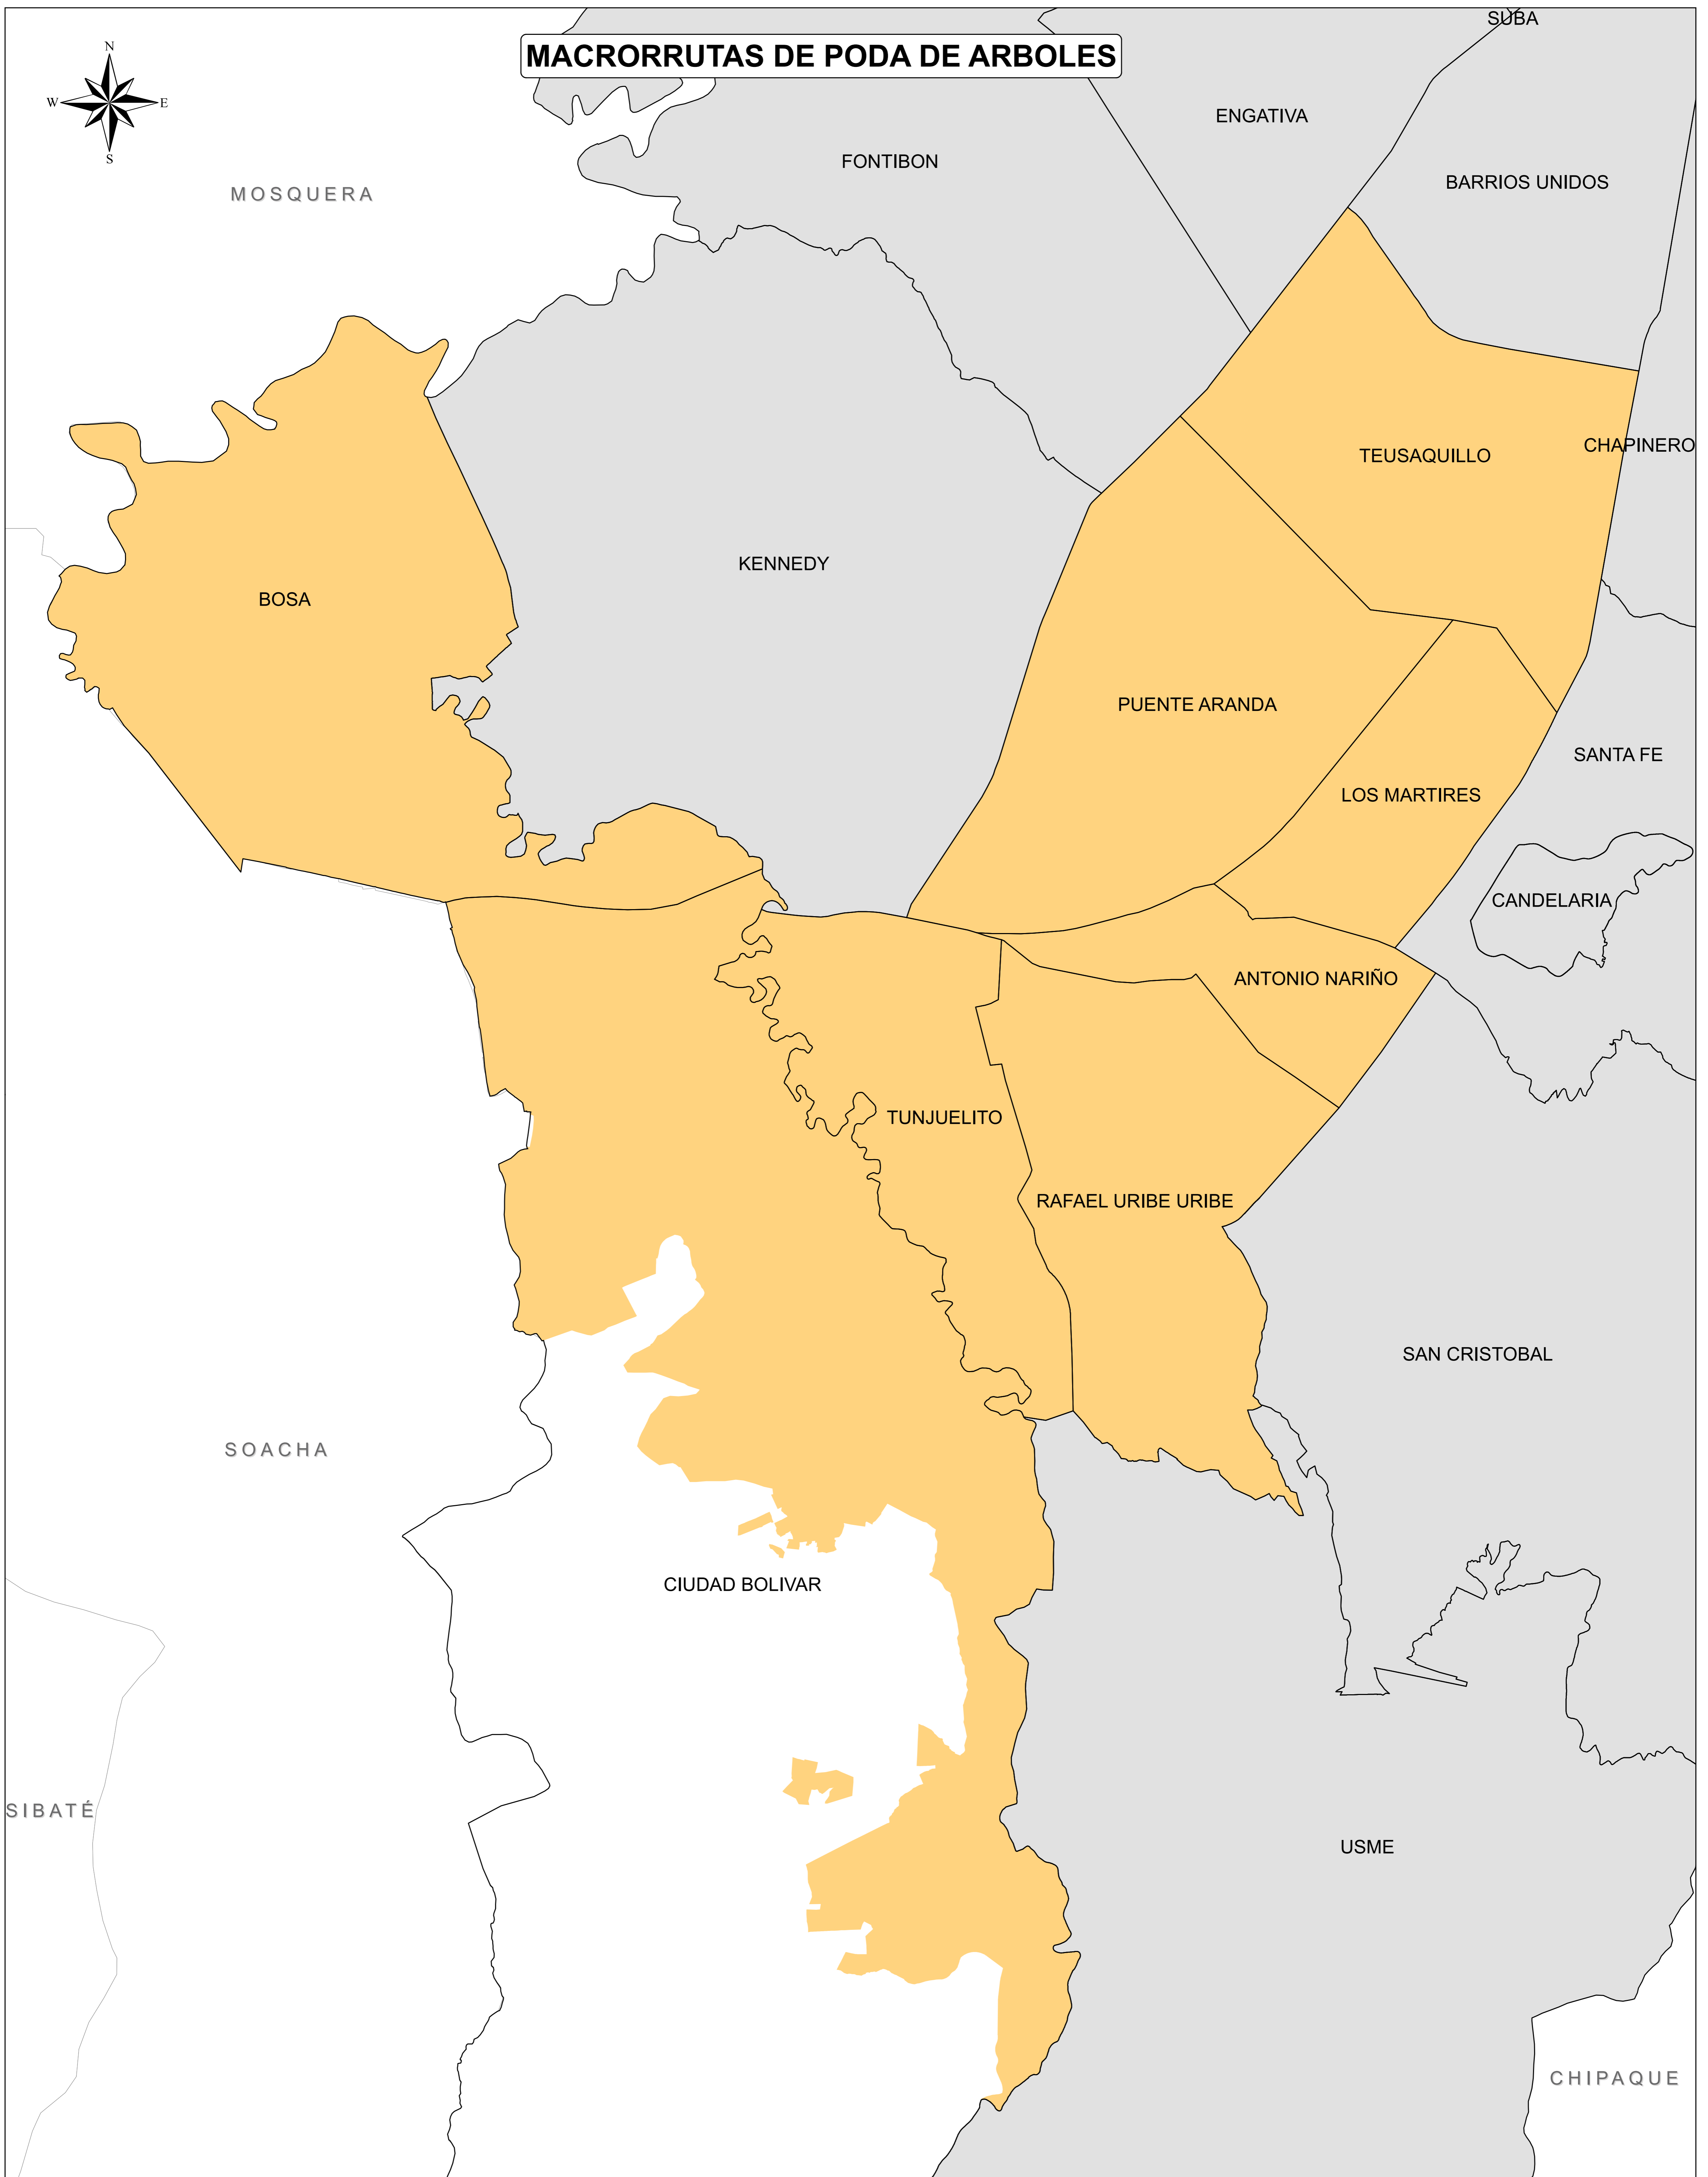 SUBA
MACRORRUTAS DE PODA DE ARBOLES
N
W
E
S
ENGATIVA
FONTIBON
BARRIOS UNIDOS
MOSQUERA
CHAPINERO
TEUSAQUILLO
KENNEDY
BOSA
PUENTE ARANDA
SANTA FE
LOS MARTIRES
CANDELARIA
ANTONIO NARIÑO
TUNJUELITO
RAFAEL URIBE URIBE
SAN CRISTOBAL
SOACHA
CIUDAD BOLIVAR
SIBATÉ
USME
CHIPAQUE